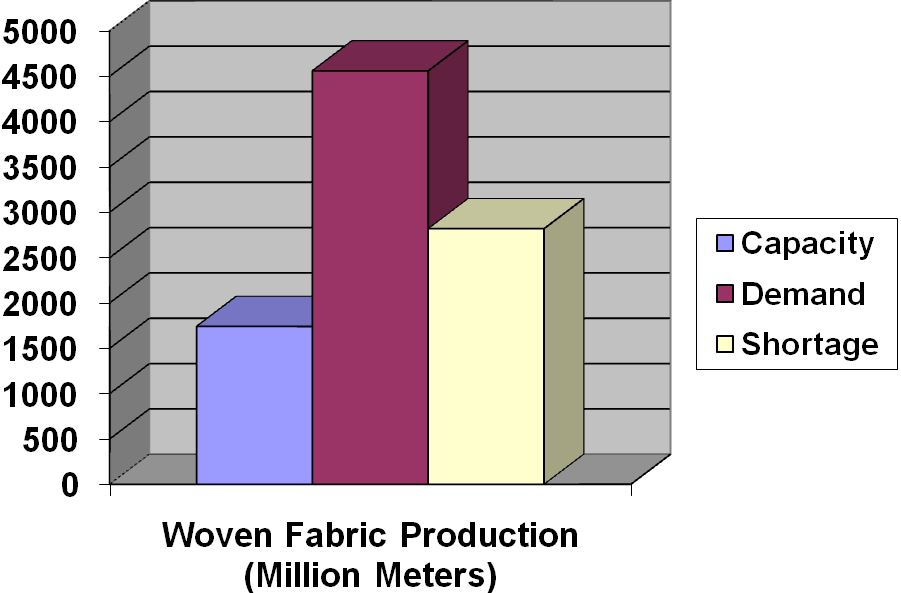 5000
4500
4000
3500
3000
2500
2000
1500
1000
500
0
Capacity
Demand
Shortage
Woven Fabric Production
(Million Meters)